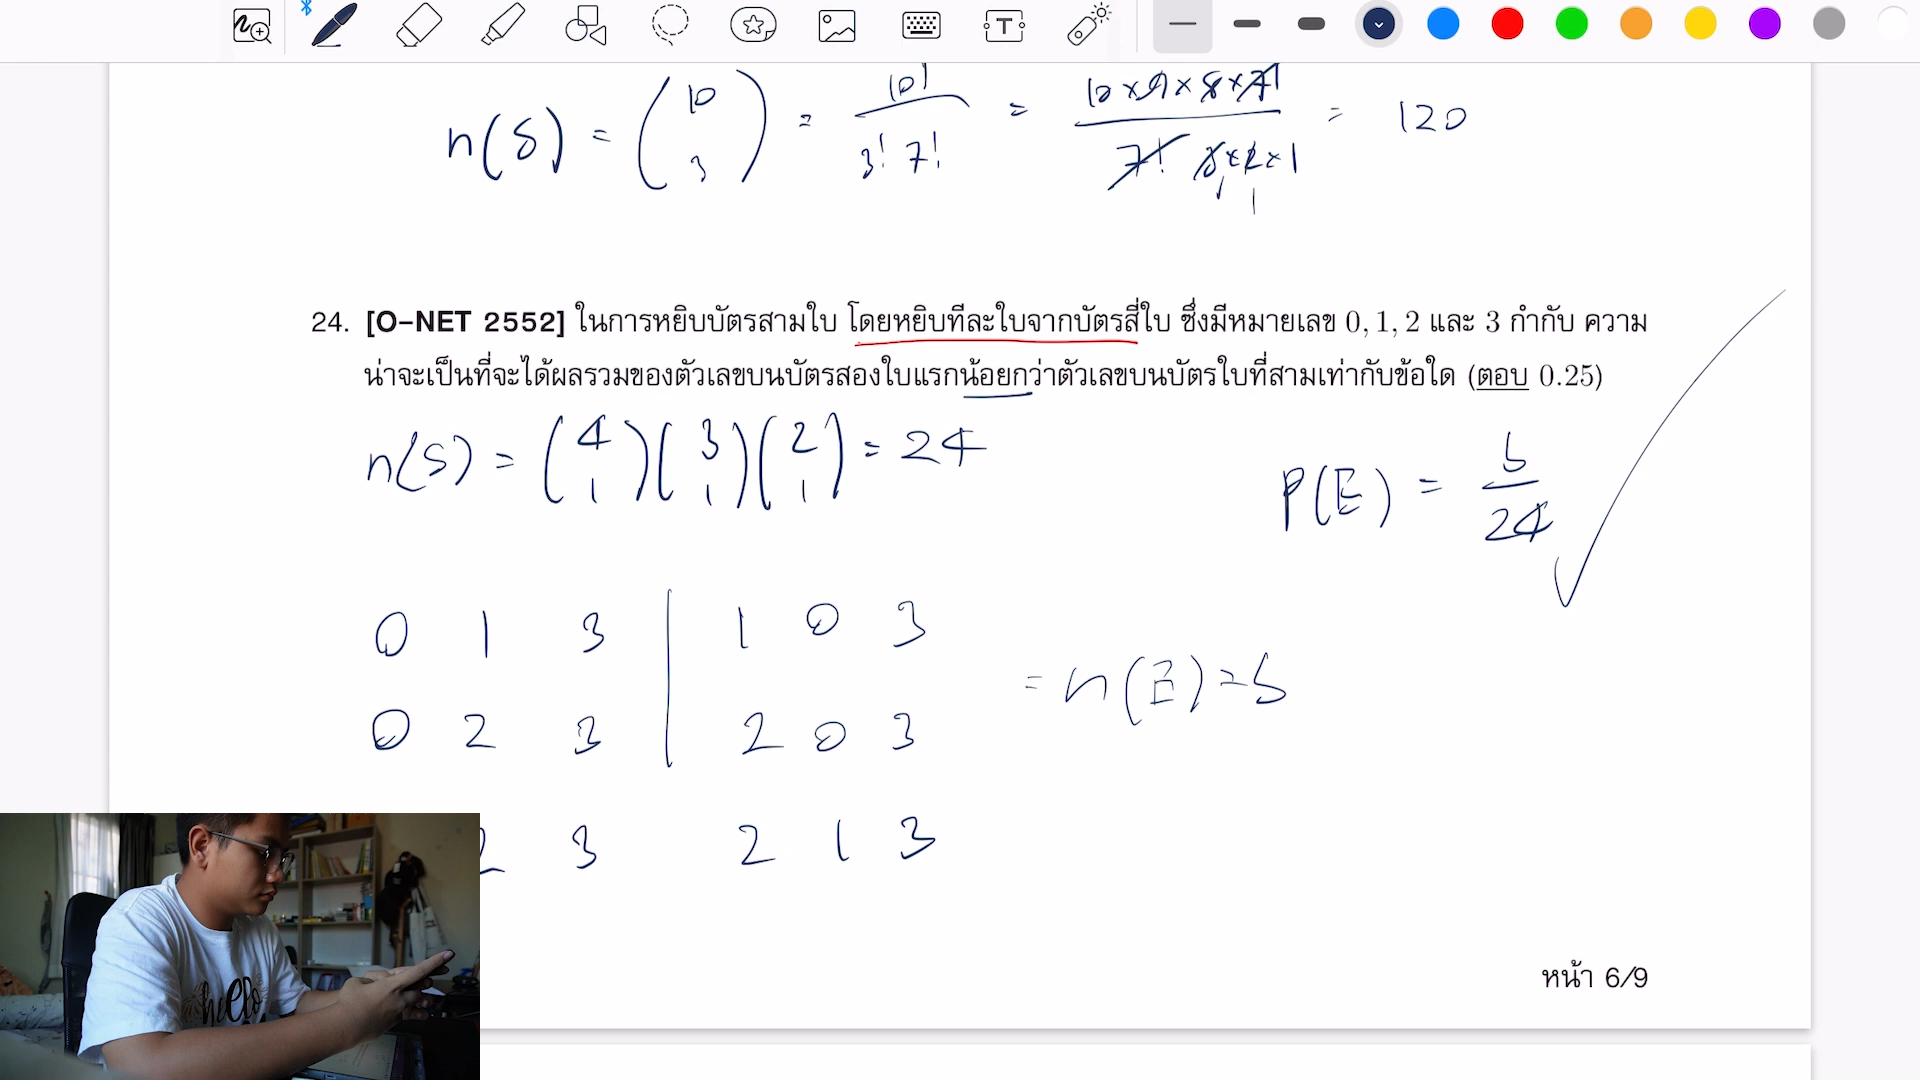 n(S) = (10 3) = 10! / 3! 7! = 10 × 9 × 8 × 7! / 7! 3×2×1 = 120
24. [O-NET 2552] ในการหยิบบัตรสามใบ โดยหยิบทีละใบจากบัตรสี่ใบ ซึ่งมีหมายเลข 0, 1, 2 และ 3 กำกับ ความ
น่าจะเป็นที่จะได้ผลรวมของตัวเลขบนบัตรสองใบแรกน้อยกว่าตัวเลขบนบัตรใบที่สามเท่ากับข้อใด (ตอบ 0.25)
n(S) = (4 1)(3 1)(2 1) = 24
P(E) = 6 / 24
0 1 3 | 1 0 3
= n(E) = 6
0 2 3 | 2 0 3
2 3 2 1 3
hello
หน้า 6/9